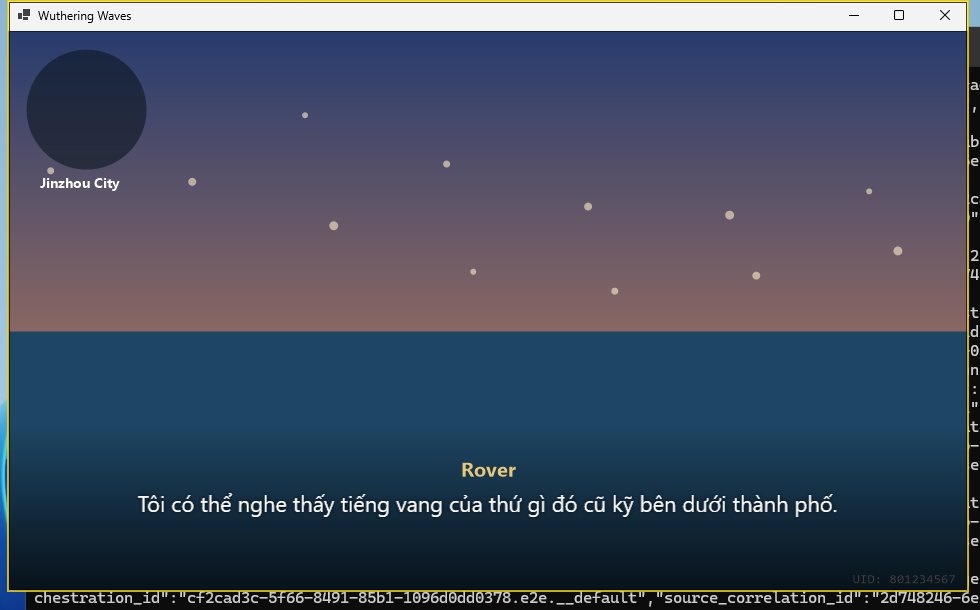 Wuthering Waves
Jinzhou City
Rover
Tôi có thể nghe thấy tiếng vang của thứ gì đó cũ kỹ bên dưới thành phố.
UID: 801234567
chestration_id":"cf2cad3c-5f66-8491-85b1-1096d0dd0378.e2e.__default","source_correlation_id":"2d748246-6